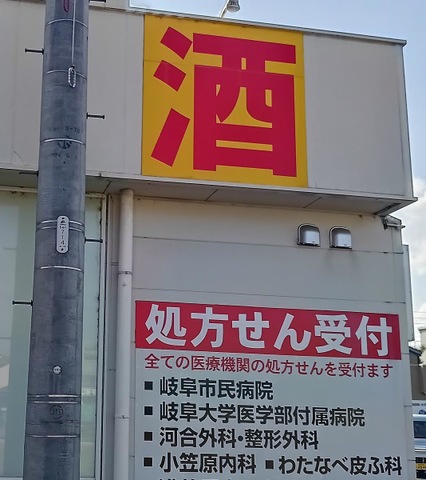 酒
処方せん受付
全ての医療機関の処方せんを受付ます
■ 岐阜市民病院
■ 岐阜大学医学部付属病院
■ 河合外科・整形外科
■ 小笠原内科 ■ わたなべ皮ふ科